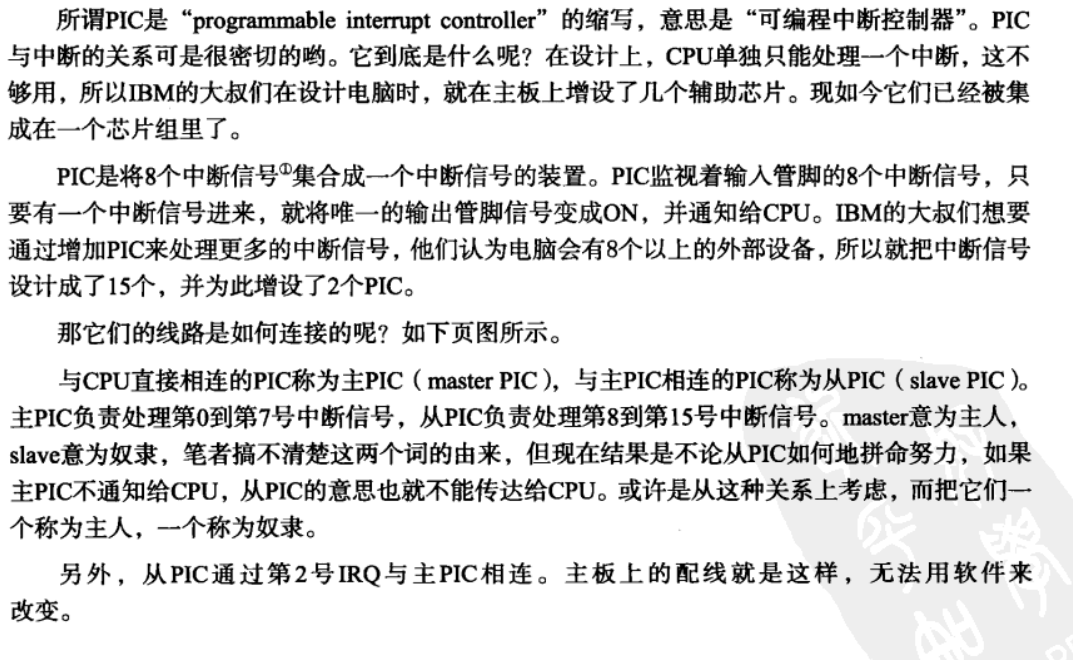 所谓PIC是“programmable interrupt controller”的缩写，意思是“可编程中断控制器”。PIC
与中断的关系可是很密切的哟。它到底是什么呢？在设计上，CPU单独只能处理一个中断，这不
够用，所以IBM的大叔们在设计电脑时，就在主板上增设了几个辅助芯片。现如今它们已经被集
成在一个芯片组里了。
PIC是将8个中断信号①集合成一个中断信号的装置。PIC监视着输入管脚的8个中断信号，只
要有一个中断信号进来，就将唯一的输出管脚信号变成ON，并通知给CPU。IBM的大叔们想要
通过增加PIC来处理更多的中断信号，他们认为电脑会有8个以上的外部设备，所以就把中断信号
设计成了15个，并为此增设了2个PIC。
那它们的线路是如何连接的呢？如下页图所示。
与CPU直接相连的PIC称为主PIC（master PIC），与主PIC相连的PIC称为从PIC（slave PIC）。
主PIC负责处理第0到第7号中断信号，从PIC负责处理第8到第15号中断信号。master意为主人，
slave意为奴隶，笔者搞不清楚这两个词的由来，但现在结果是不论从PIC如何地拼命努力，如果
主PIC不通知给CPU，从PIC的意思也就不能传达给CPU。或许是从这种关系上考虑，而把它们一
个称为主人，一个称为奴隶。
另外，从PIC通过第2号IRQ与主PIC相连。主板上的配线就是这样，无法用软件来
改变。